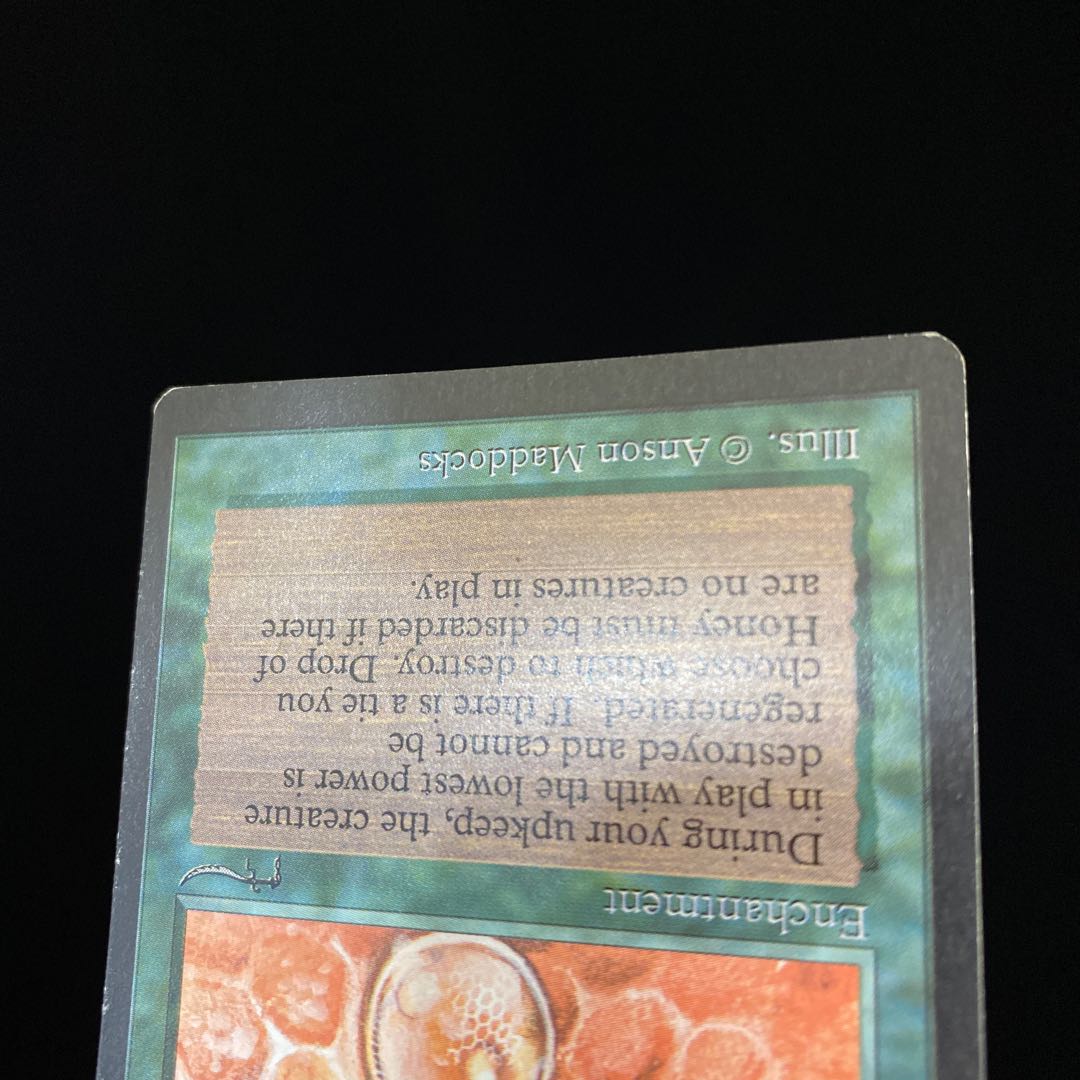 Enchantment
During your upkeep, the creature
in play with the lowest power is
destroyed and cannot be
regenerated. If there is a tie you
choose which to destroy. Drop of
Honey must be discarded if there
are no creatures in play.
Illus. © Anson Maddocks